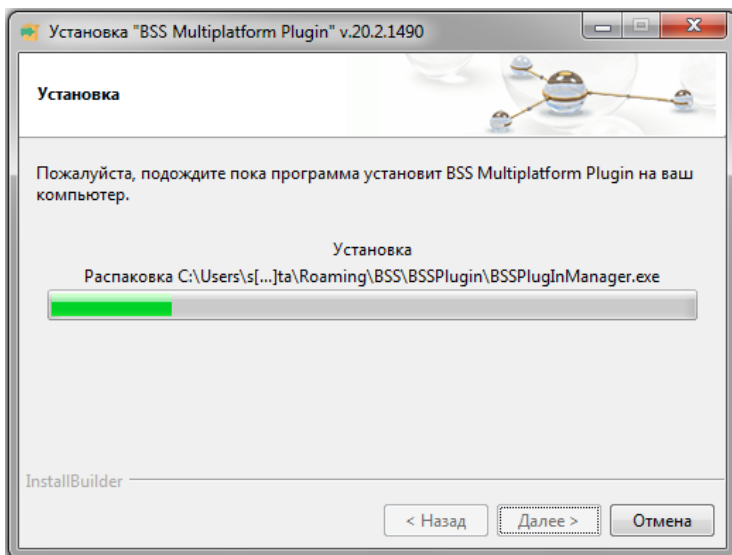 Установка "BSS Multiplatform Plugin" v.20.2.1490
Установка
Пожалуйста, подождите пока программа установит BSS Multiplatform Plugin на ваш
компьютер.
Установка
Распаковка C:\Users\s[...]ta\Roaming\BSS\BSSPlugin\BSSPlugInManager.exe
InstallBuilder
< Назад Далее > Отмена